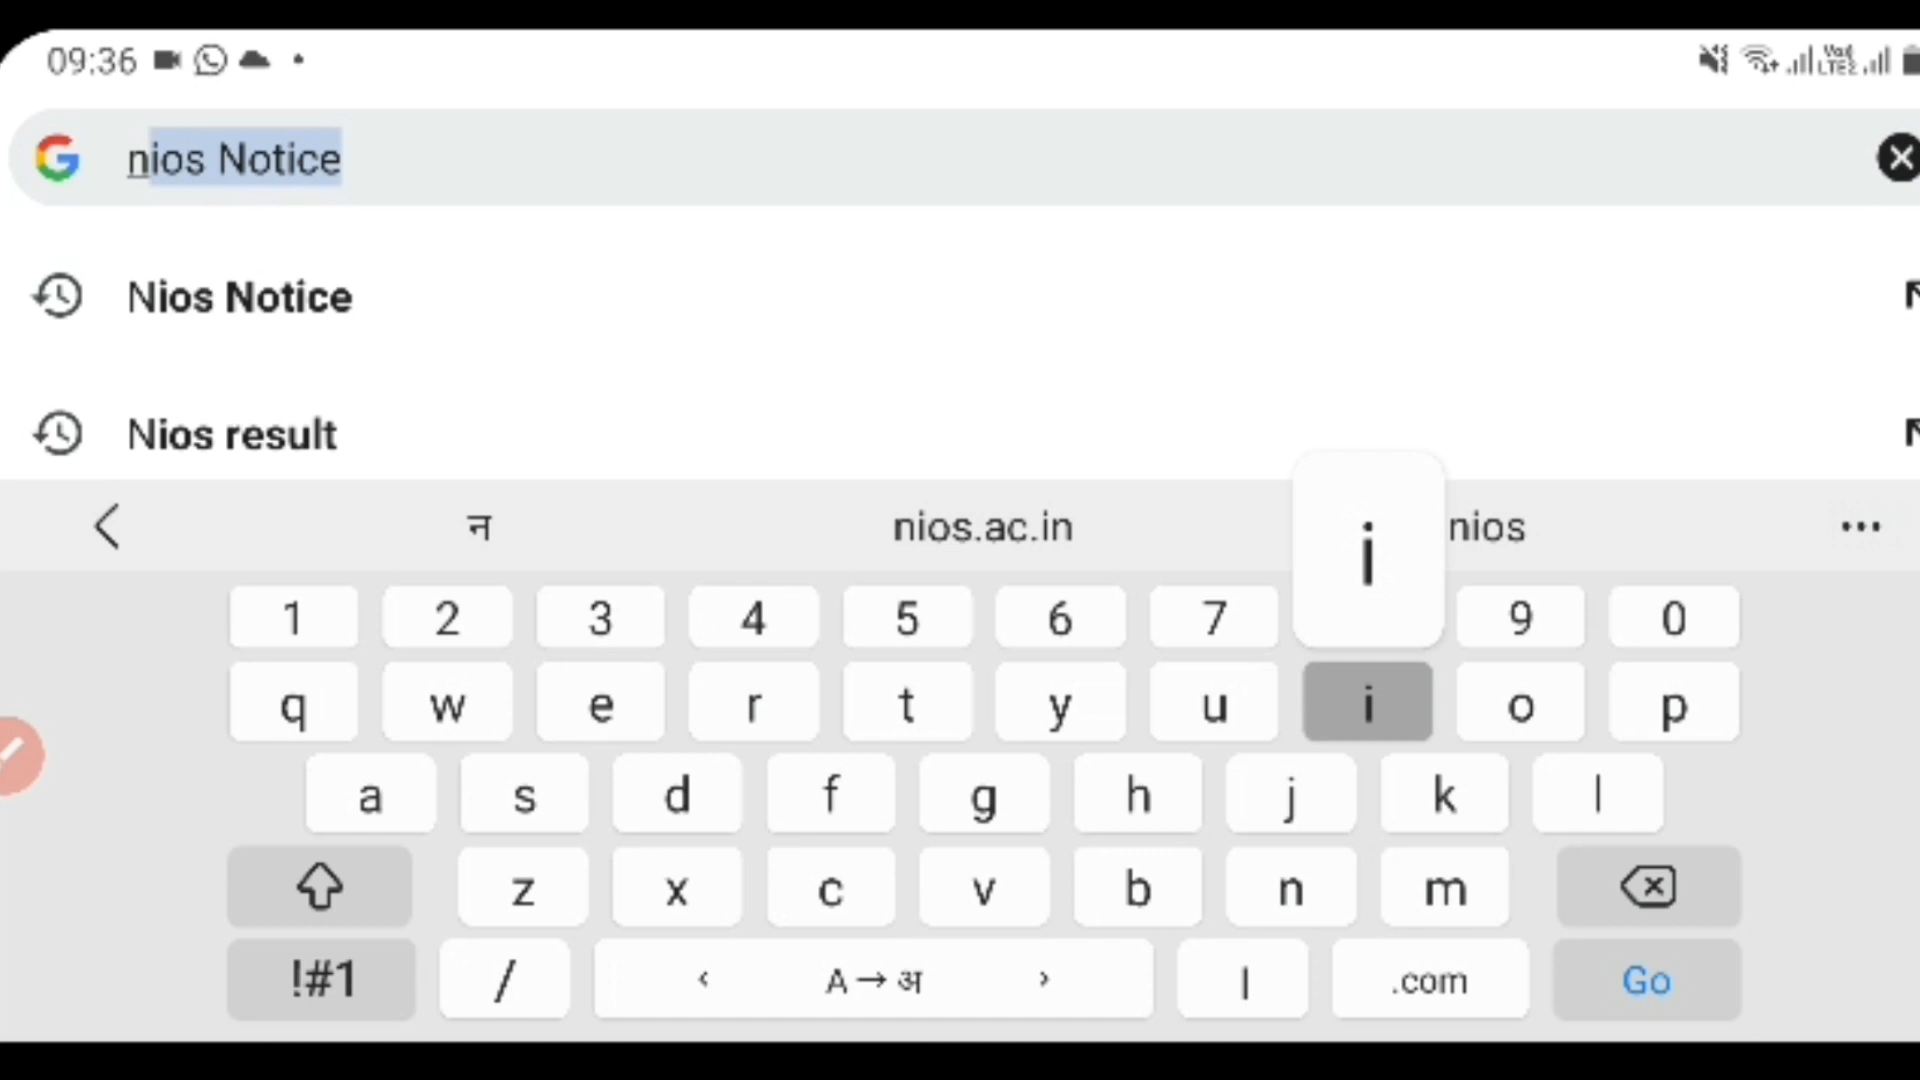 09:36
nios Notice
Nios Notice
Nios result
न nios.ac.in nios
i
1 2 3 4 5 6 7 9 0
q w e r t y u i o p
a s d f g h j k l
z x c v b n m
!#1 / < A→अ > | .com Go